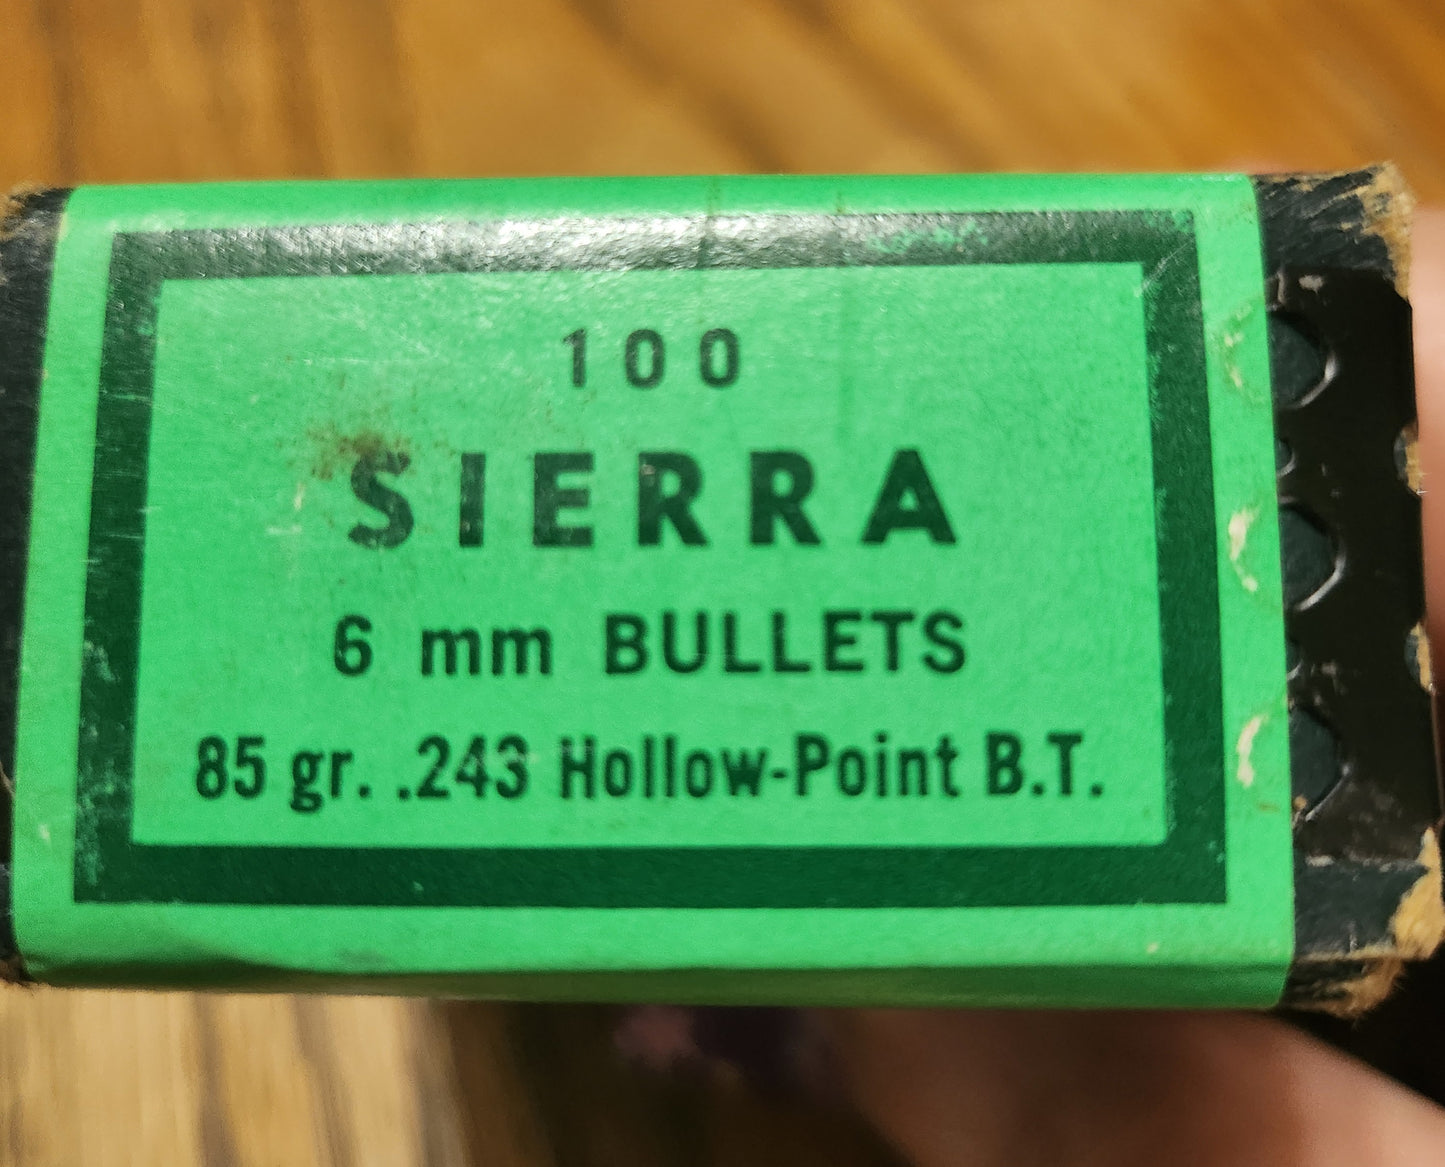 100
SIERRA
6 mm BULLETS
85 gr. .243 Hollow-Point B.T.